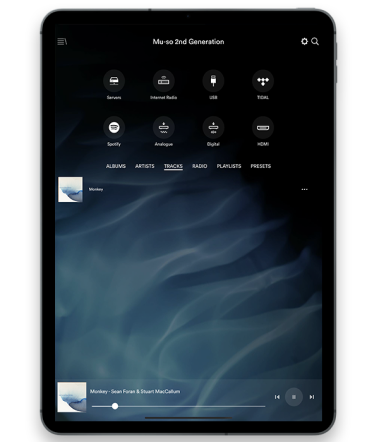 Mu-so 2nd Generation
Servers
Internet Radio
USB
TIDAL
Spotify
Analogue
Digital
HDMI
ALBUMS ARTISTS TRACKS RADIO PLAYLISTS PRESETS
Monkey
Monkey - Sean Foran & Stuart MacCallum